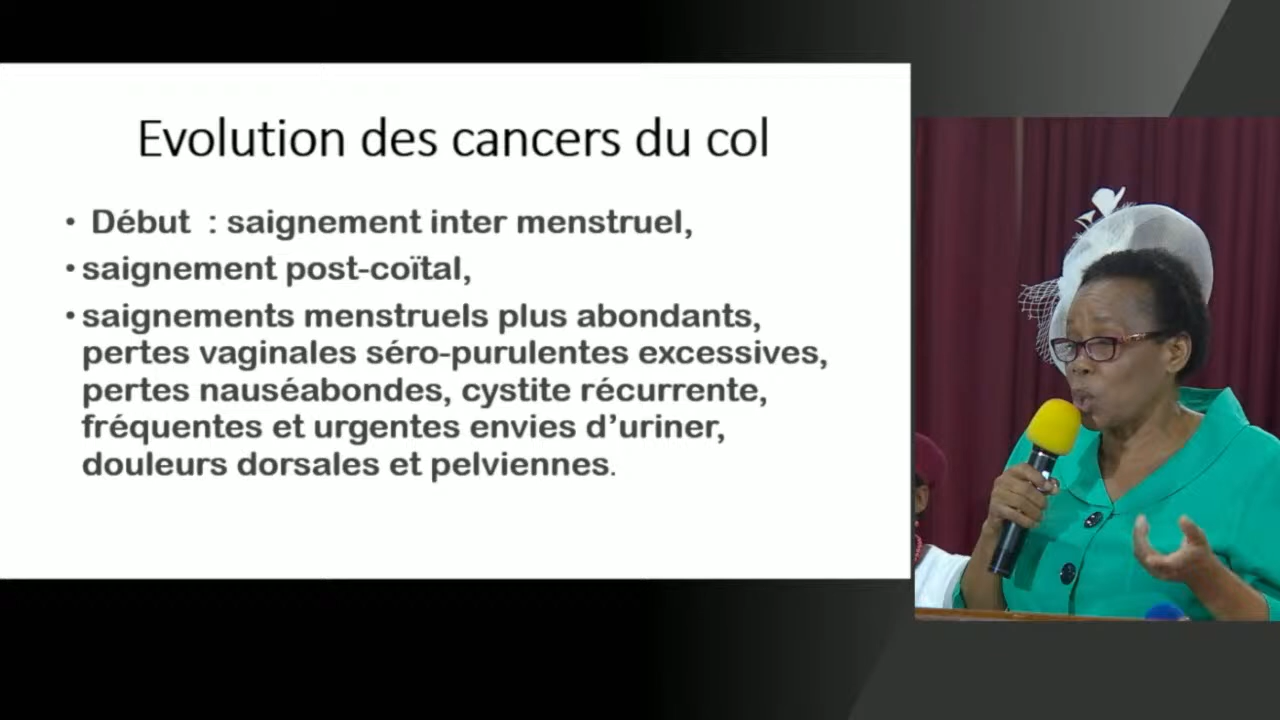 Evolution des cancers du col
• Début : saignement inter menstruel,
• saignement post-coïtal,
• saignements menstruels plus abondants,
pertes vaginales séro-purulentes excessives,
pertes nauséabondes, cystite récurrente,
fréquentes et urgentes envies d’uriner,
douleurs dorsales et pelviennes.